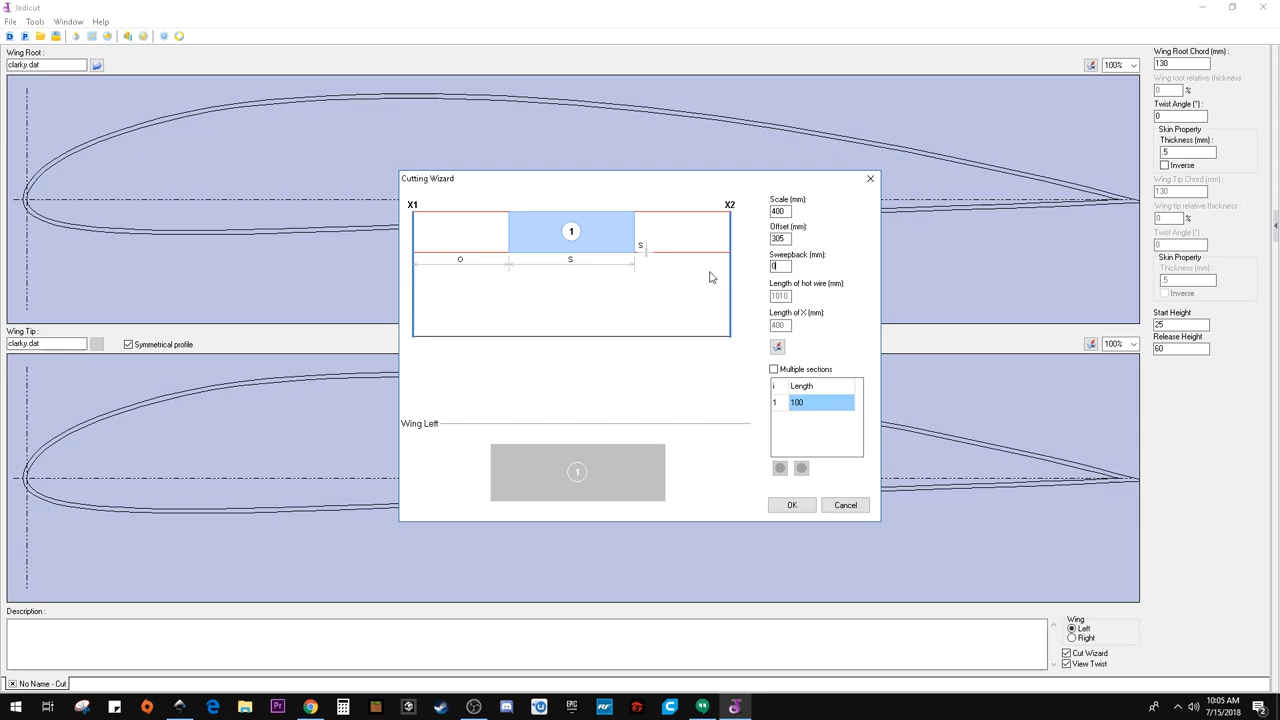 Jedicut
File Tools Window Help
Wing Root :
clarky.dat
100%
Wing Root Chord (mm):
130
Wing root relative thickness :
0 %
Twist Angle (°) :
0
Skin Property
Thickness (mm):
.5
Inverse
Wing Tip Chord (mm):
130
Wing tip relative thickness :
0 %
Twist Angle (°) :
0
Skin Property
Thickness (mm) :
.5
Inverse
Start Height
25
Release Height
60
Cutting Wizard
X1 X2
1
S
O S
Scale (mm):
400
Offset (mm):
305
Sweepback (mm):
0
Length of hot wire (mm):
1010
Length of X (mm):
400
Multiple sections
i Length
1 100
Wing Left
1
OK Cancel
Wing Tip :
clarky.dat
Symmetrical profile
100%
Description :
Wing
Left
Right
Cut Wizard
View Twist
No Name - Cut
10:05 AM
7/15/2018